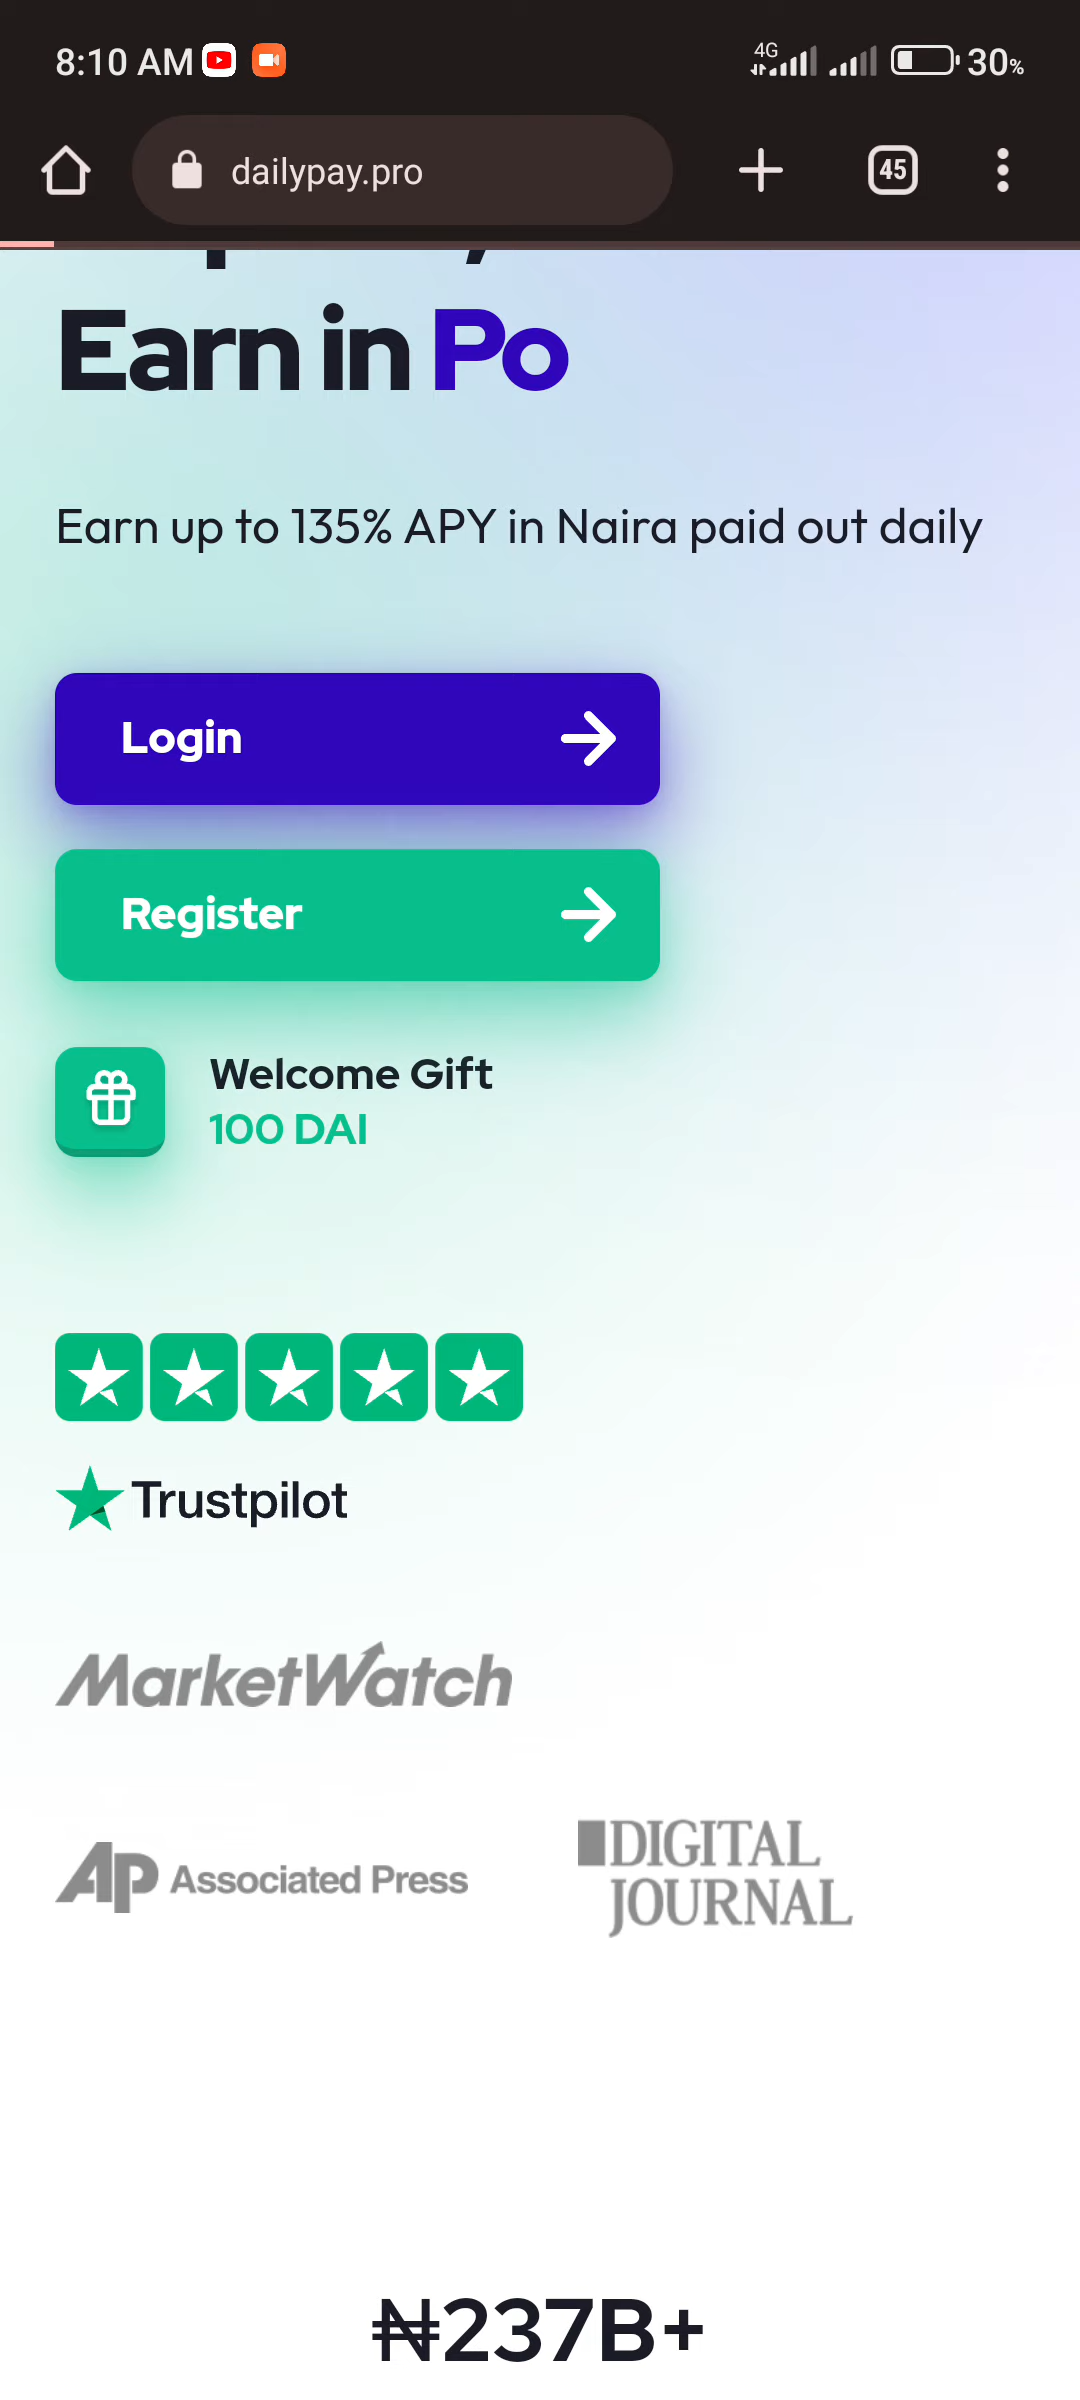 8:10 AM
4G
30%
dailypay.pro
45
Earn in Po
Earn up to 135% APY in Naira paid out daily
Login
Register
Welcome Gift
100 DAI
Trustpilot
MarketWatch
AP Associated Press
DIGITAL
JOURNAL
₦237B+